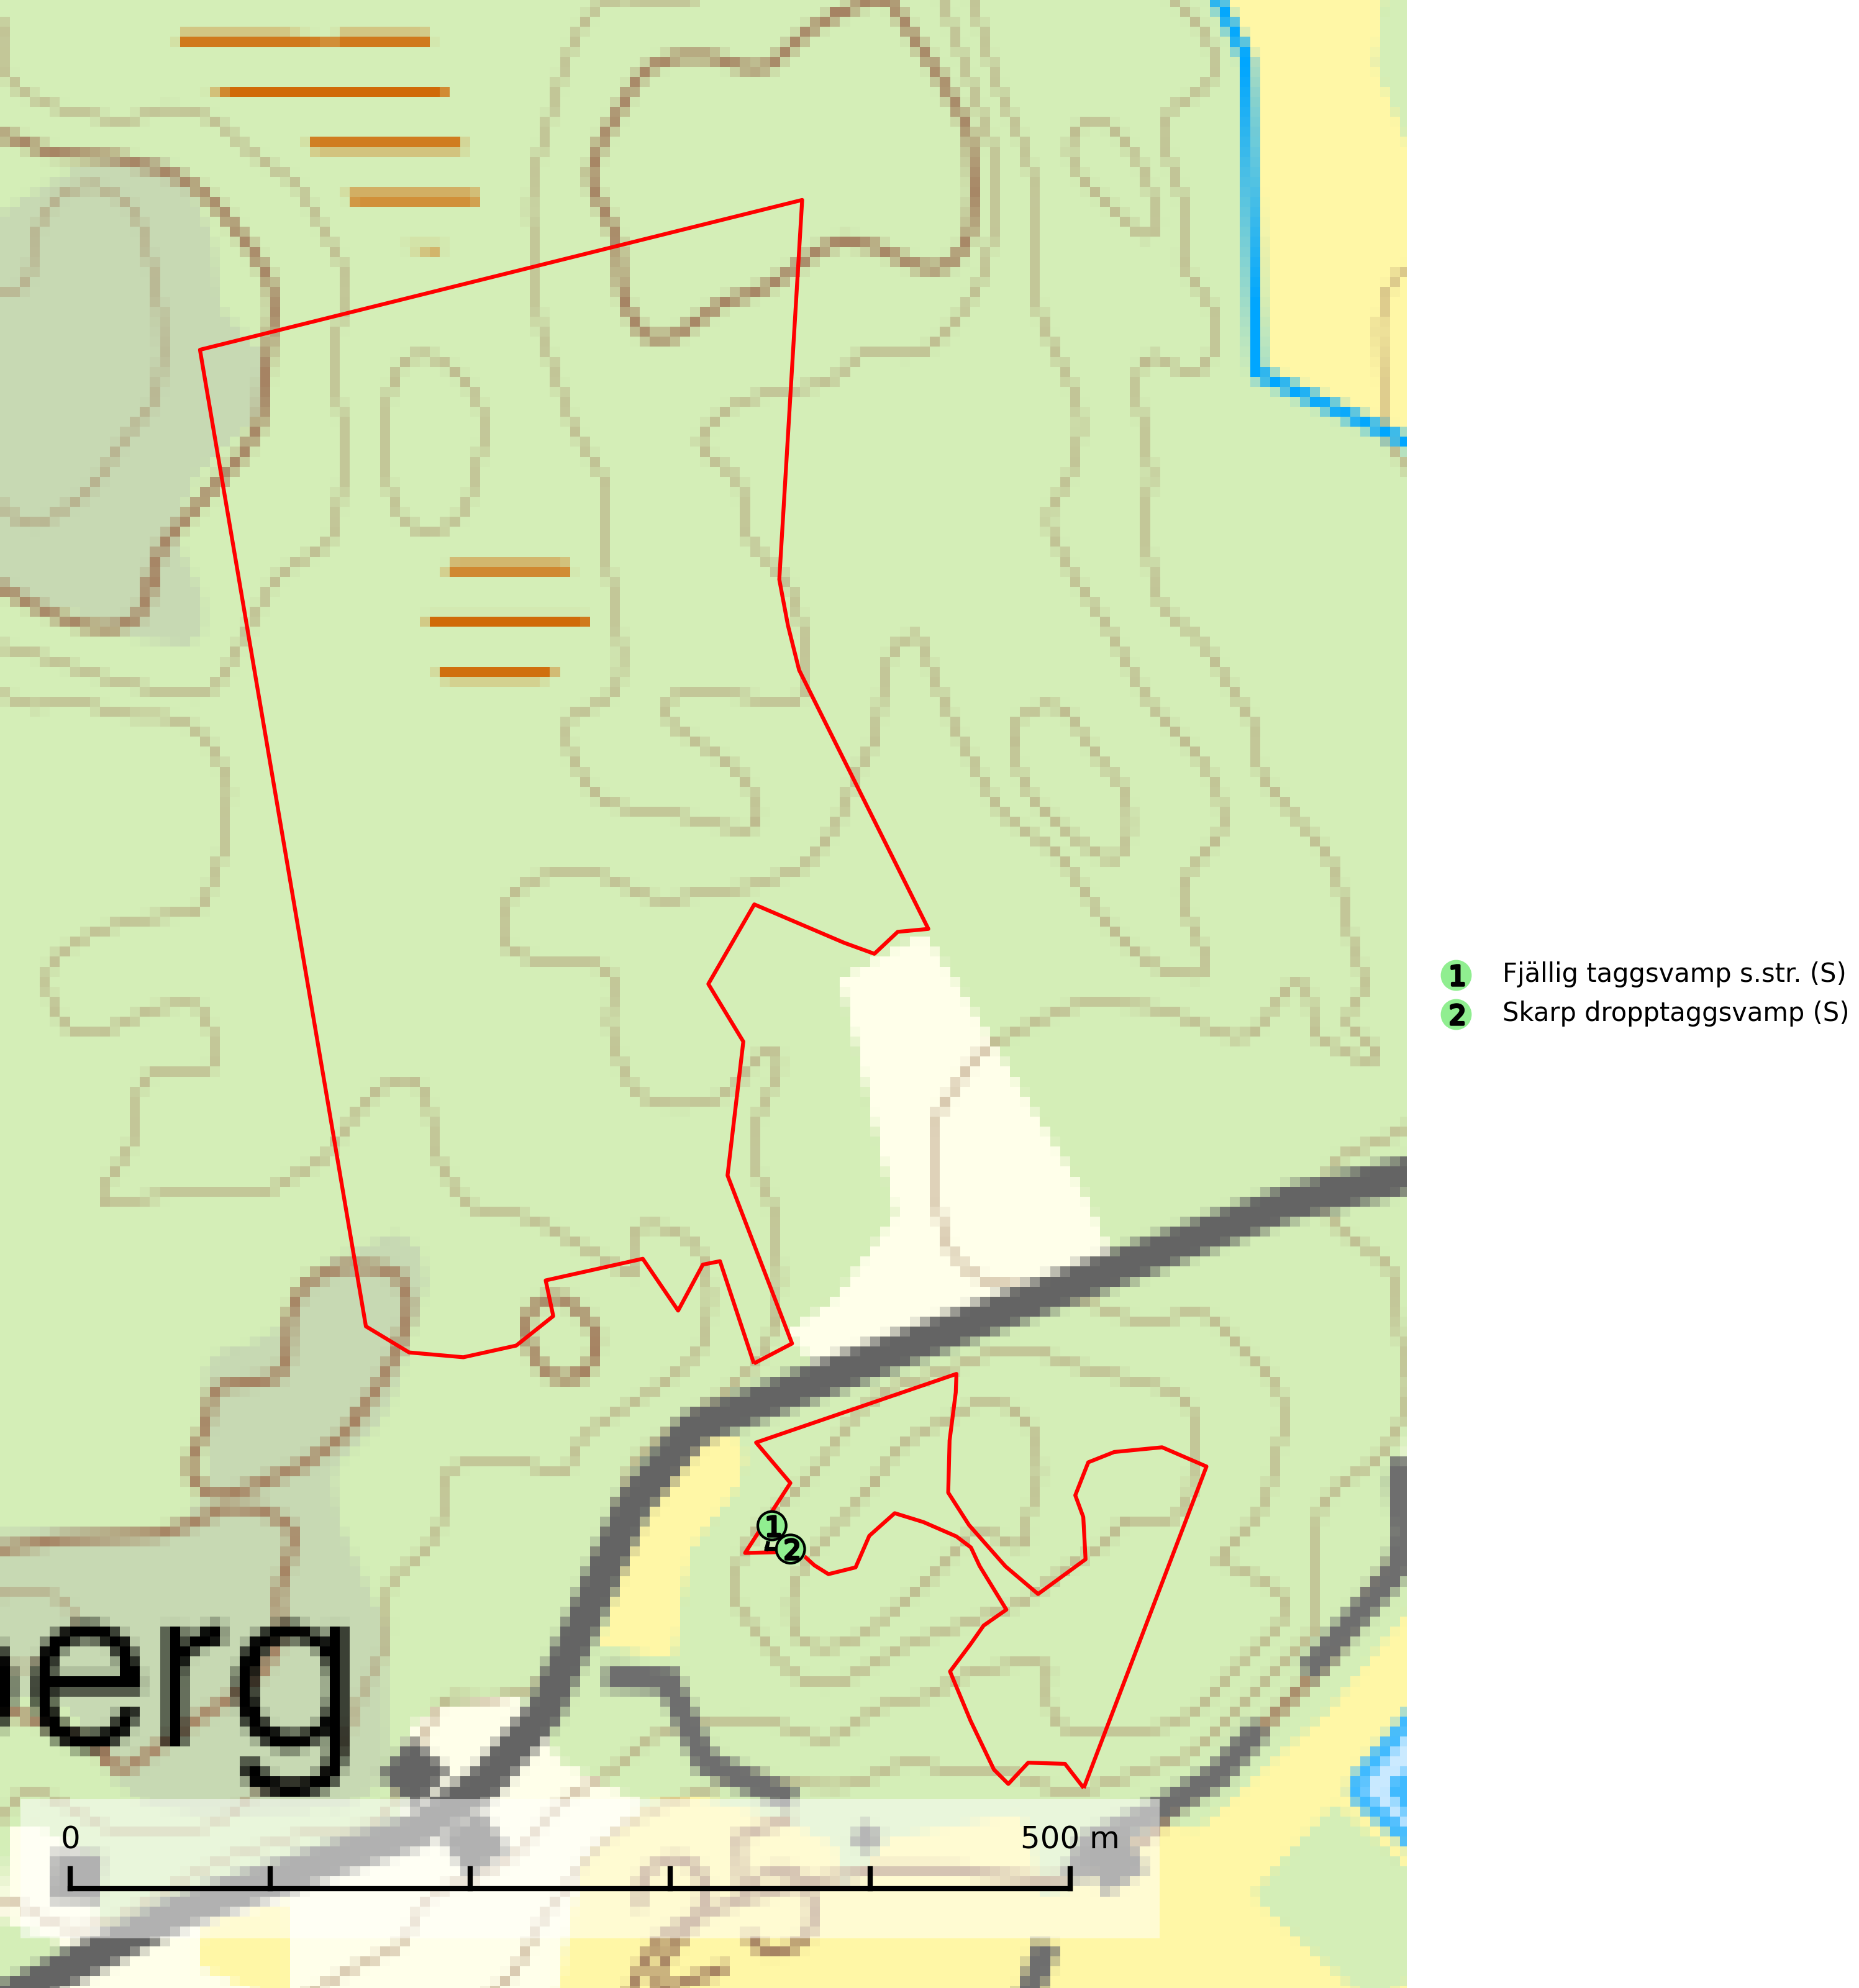 1 Fjällig taggsvamp s.str. (S)
2 Skarp dropptaggsvamp (S)
1
2
erg
0 500 m